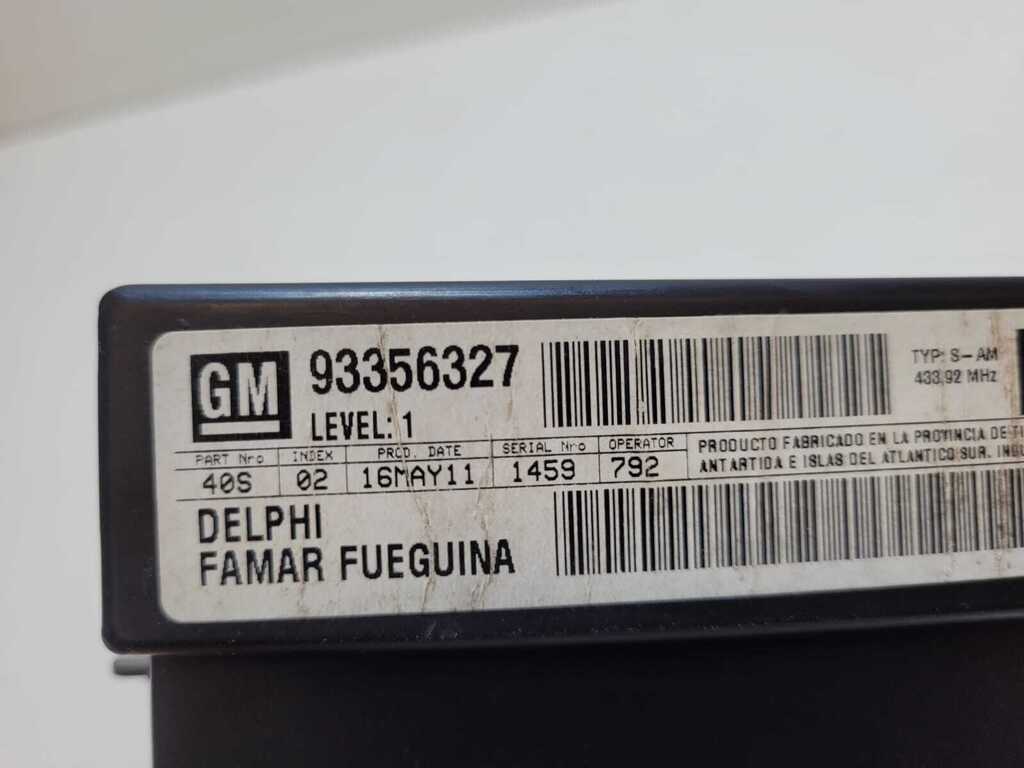 GM 93356327
LEVEL: 1
TYP: S-AM
433,92 MHz
PART Nro INDEX PROD. DATE SERIAL Nro OPERATOR
40S 02 16MAY11 1459 792
PRODUCTO FABRICADO EN LA PROVINCIA DE
ANTARTIDA E ISLAS DEL ATLANTICO SUR.
DELPHI
FAMAR FUEGUINA